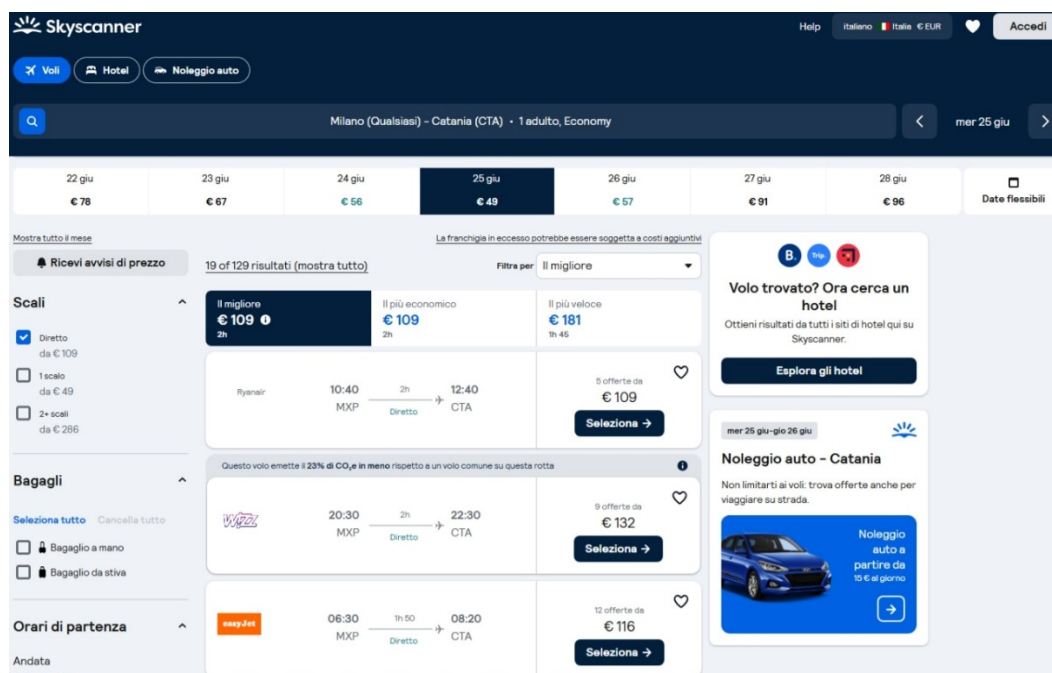 Skyscanner
Help
italiano Italia € EUR
Accedi
Voli
Hotel
Noleggio auto
Milano (Qualsiasi) – Catania (CTA) • 1 adulto, Economy
mer 25 giu
22 giu
€ 78
23 giu
€ 67
24 giu
€ 56
25 giu
€ 49
26 giu
€ 57
27 giu
€ 91
28 giu
€ 96
Date flessibili
Mostra tutto il mese
La franchigia in eccesso potrebbe essere soggetta a costi aggiuntivi
Ricevi avvisi di prezzo
19 of 129 risultati (mostra tutto)
Filtra per
Il migliore
Scali
Diretto
da € 109
1 scalo
da € 49
2+ scali
da € 286
Bagagli
Seleziona tutto
Cancella tutto
Bagaglio a mano
Bagaglio da stiva
Orari di partenza
Andata
Il migliore
€ 109
2h
Il più economico
€ 109
2h
Il più veloce
€ 181
1h 45
Ryanair
10:40
MXP
2h
Diretto
12:40
CTA
5 offerte da
€ 109
Seleziona →
Questo volo emette il 23% di CO₂e in meno rispetto a un volo comune su questa rotta
Wizz
20:30
MXP
2h
Diretto
22:30
CTA
9 offerte da
€ 132
Seleziona →
easyJet
06:30
MXP
1h 50
Diretto
08:20
CTA
12 offerte da
€ 116
Seleziona →
B.
Trip.
Volo trovato? Ora cerca un
hotel
Ottieni risultati da tutti i siti di hotel qui su
Skyscanner.
Esplora gli hotel
mer 25 giu-gio 26 giu
Noleggio auto – Catania
Non limitarti ai voli: trova offerte anche per
viaggiare su strada.
Noleggio
auto a
partire da
15 € al giorno